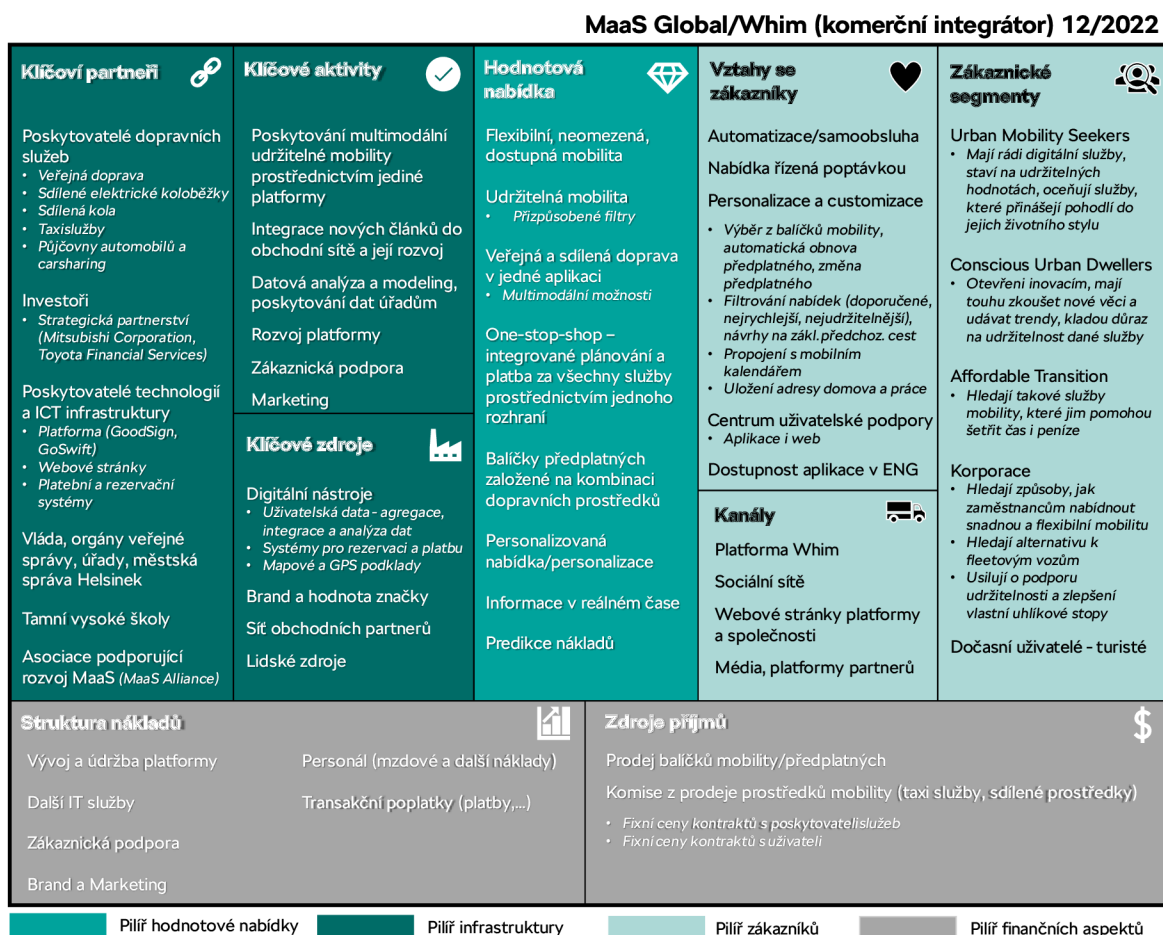 MaaS Global/Whim (komerční integrátor) 12/2022
Klíčoví partneři
Poskytovatelé dopravních
služeb
• Veřejná doprava
• Sdílené elektrické koloběžky
• Sdílená kola
• Taxislužby
• Půjčovny automobilů a
carsharing
Investoři
• Strategická partnerství
(Mitsubishi Corporation,
Toyota Financial Services)
Poskytovatelé technologií
a ICT infrastruktury
• Platforma (GoodSign,
GoSwift)
• Webové stránky
• Platební a rezervační
systémy
Vláda, orgány veřejné
správy, úřady, městská
správa Helsinek
Tamní vysoké školy
Asociace podporující
rozvoj MaaS (MaaS Alliance)
Klíčové aktivity
Poskytování multimodální
udržitelné mobility
prostřednictvím jediné
platformy
Integrace nových článků do
obchodní sítě a její rozvoj
Datová analýza a modeling,
poskytování dat úřadům
Rozvoj platformy
Zákaznická podpora
Marketing
Klíčové zdroje
Digitální nástroje
• Uživatelská data - agregace,
integrace a analýza dat
• Systémy pro rezervaci a platbu
• Mapové a GPS podklady
Brand a hodnota značky
Síť obchodních partnerů
Lidské zdroje
Hodnotová
nabídka
Flexibilní, neomezená,
dostupná mobilita
Udržitelná mobilita
• Přizpůsobené filtry
Veřejná a sdílená doprava
v jedné aplikaci
• Multimodální možnosti
One-stop-shop –
integrované plánování a
platba za všechny služby
prostřednictvím jednoho
rozhraní
Balíčky předplatných
založené na kombinaci
dopravních prostředků
Personalizovaná
nabídka/personalizace
Informace v reálném čase
Predikce nákladů
Vztahy se
zákazníky
Automatizace/samoobsluha
Nabídka řízená poptávkou
Personalizace a customizace
• Výběr z balíčků mobility,
automatická obnova
předplatného, změna
předplatného
• Filtrování nabídek (doporučené,
nejrychlejší, nejudržitelnější),
návrhy na zákl.předchoz. cest
• Propojení s mobilním
kalendářem
• Uložení adresy domova a práce
Centrum uživatelské podpory
• Aplikace i web
Dostupnost aplikace v ENG
Kanály
Platforma Whim
Sociální sítě
Webové stránky platformy
a společnosti
Média, platformy partnerů
Zákaznické
segmenty
Urban Mobility Seekers
• Mají rádi digitální služby,
staví na udržitelných
hodnotách, oceňují služby,
které přinášejí pohodlí do
jejich životního stylu
Conscious Urban Dwellers
• Otevřeni inovacím, mají
touhu zkoušet nové věci a
udávat trendy, kladou důraz
na udržitelnost dané služby
Affordable Transition
• Hledají takové služby
mobility, které jim pomohou
šetřit čas i peníze
Korporace
• Hledají způsoby, jak
zaměstnancům nabídnout
snadnou a flexibilní mobilitu
• Hledají alternativu k
fleetovým vozům
• Usilují o podporu
udržitelnosti a zlepšení
vlastní uhlíkové stopy
Dočasní uživatelé - turisté
Struktura nákladů
Vývoj a údržba platformy
Další IT služby
Zákaznická podpora
Brand a Marketing
Personál (mzdové a další náklady)
Transakční poplatky (platby,...)
Zdroje příjmů
$
Prodej balíčků mobility/předplatných
Komise z prodeje prostředků mobility (taxi služby, sdílené prostředky)
• Fixní ceny kontraktů s poskytovatelislužeb
• Fixní ceny kontraktů s uživateli
Pilíř hodnotové nabídky
Pilíř infrastruktury
Pilíř zákazníků
Pilíř finančních aspektů